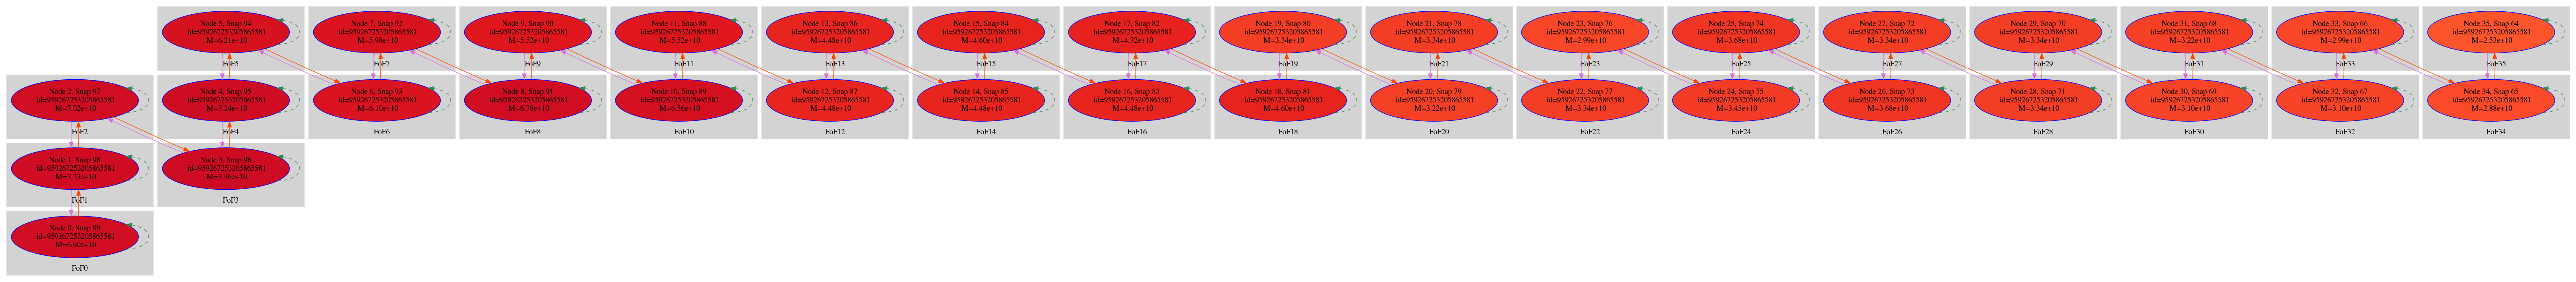 Node 5, Snap 94
id=959267253205865581
M=6.21e+10
FoF5
Node 7, Snap 92
id=959267253205865581
M=5.98e+10
FoF7
Node 9, Snap 90
id=959267253205865581
M=5.52e+10
FoF9
Node 11, Snap 88
id=959267253205865581
M=5.52e+10
FoF11
Node 13, Snap 86
id=959267253205865581
M=4.48e+10
FoF13
Node 15, Snap 84
id=959267253205865581
M=4.60e+10
FoF15
Node 17, Snap 82
id=959267253205865581
M=4.72e+10
FoF17
Node 19, Snap 80
id=959267253205865581
M=3.34e+10
FoF19
Node 21, Snap 78
id=959267253205865581
M=3.34e+10
FoF21
Node 23, Snap 76
id=959267253205865581
M=2.99e+10
FoF23
Node 25, Snap 74
id=959267253205865581
M=3.68e+10
FoF25
Node 27, Snap 72
id=959267253205865581
M=3.34e+10
FoF27
Node 29, Snap 70
id=959267253205865581
M=3.34e+10
FoF29
Node 31, Snap 68
id=959267253205865581
M=3.22e+10
FoF31
Node 33, Snap 66
id=959267253205865581
M=2.99e+10
FoF33
Node 35, Snap 64
id=959267253205865581
M=2.53e+10
FoF35
Node 2, Snap 97
id=959267253205865581
M=7.02e+10
FoF2
Node 4, Snap 95
id=959267253205865581
M=7.24e+10
FoF4
Node 6, Snap 93
id=959267253205865581
M=6.10e+10
FoF6
Node 8, Snap 91
id=959267253205865581
M=6.78e+10
FoF8
Node 10, Snap 89
id=959267253205865581
M=6.56e+10
FoF10
Node 12, Snap 87
id=959267253205865581
M=4.48e+10
FoF12
Node 14, Snap 85
id=959267253205865581
M=4.48e+10
FoF14
Node 16, Snap 83
id=959267253205865581
M=4.48e+10
FoF16
Node 18, Snap 81
id=959267253205865581
M=4.60e+10
FoF18
Node 20, Snap 79
id=959267253205865581
M=3.22e+10
FoF20
Node 22, Snap 77
id=959267253205865581
M=3.34e+10
FoF22
Node 24, Snap 75
id=959267253205865581
M=3.45e+10
FoF24
Node 26, Snap 73
id=959267253205865581
M=3.68e+10
FoF26
Node 28, Snap 71
id=959267253205865581
M=3.34e+10
FoF28
Node 30, Snap 69
id=959267253205865581
M=3.10e+10
FoF30
Node 32, Snap 67
id=959267253205865581
M=3.10e+10
FoF32
Node 34, Snap 65
id=959267253205865581
M=2.88e+10
FoF34
Node 1, Snap 98
id=959267253205865581
M=7.13e+10
FoF1
Node 3, Snap 96
id=959267253205865581
M=7.36e+10
FoF3
Node 0, Snap 99
id=959267253205865581
M=6.90e+10
FoF0